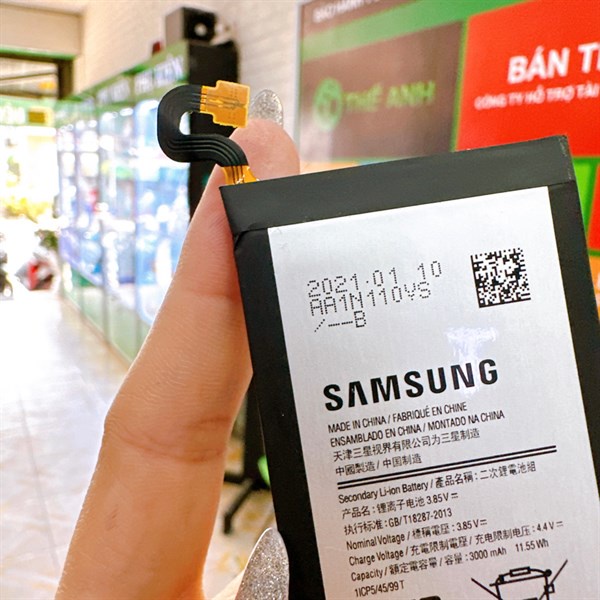 THẾ ANH
BÁN TR
CÔNG TY HỖ TRỢ TÀI
2021.01.10
AA1N110VS
/--B
SAMSUNG
MADE IN CHINA / FABRIQUÉ EN CHINE
ENSAMBLADO EN CHINA / MONTADO NA CHINA
天津三星视界有限公司为三星制造
中國製造 / 中国制造
Secondary Li-ion Battery / 產品名稱: 二次鋰電池組
产品名: 锂离子电池 3.85V
执行标准: GB/T18287-2013
Nominal Voltage / 標稱電壓: 3.85V
Charge Voltage / 充電限制電壓 / 充电限制电压: 4.4V
Capacity / 額定電容量 / 容量: 3000 mAh 11.55 Wh
1ICP5/45/99 T